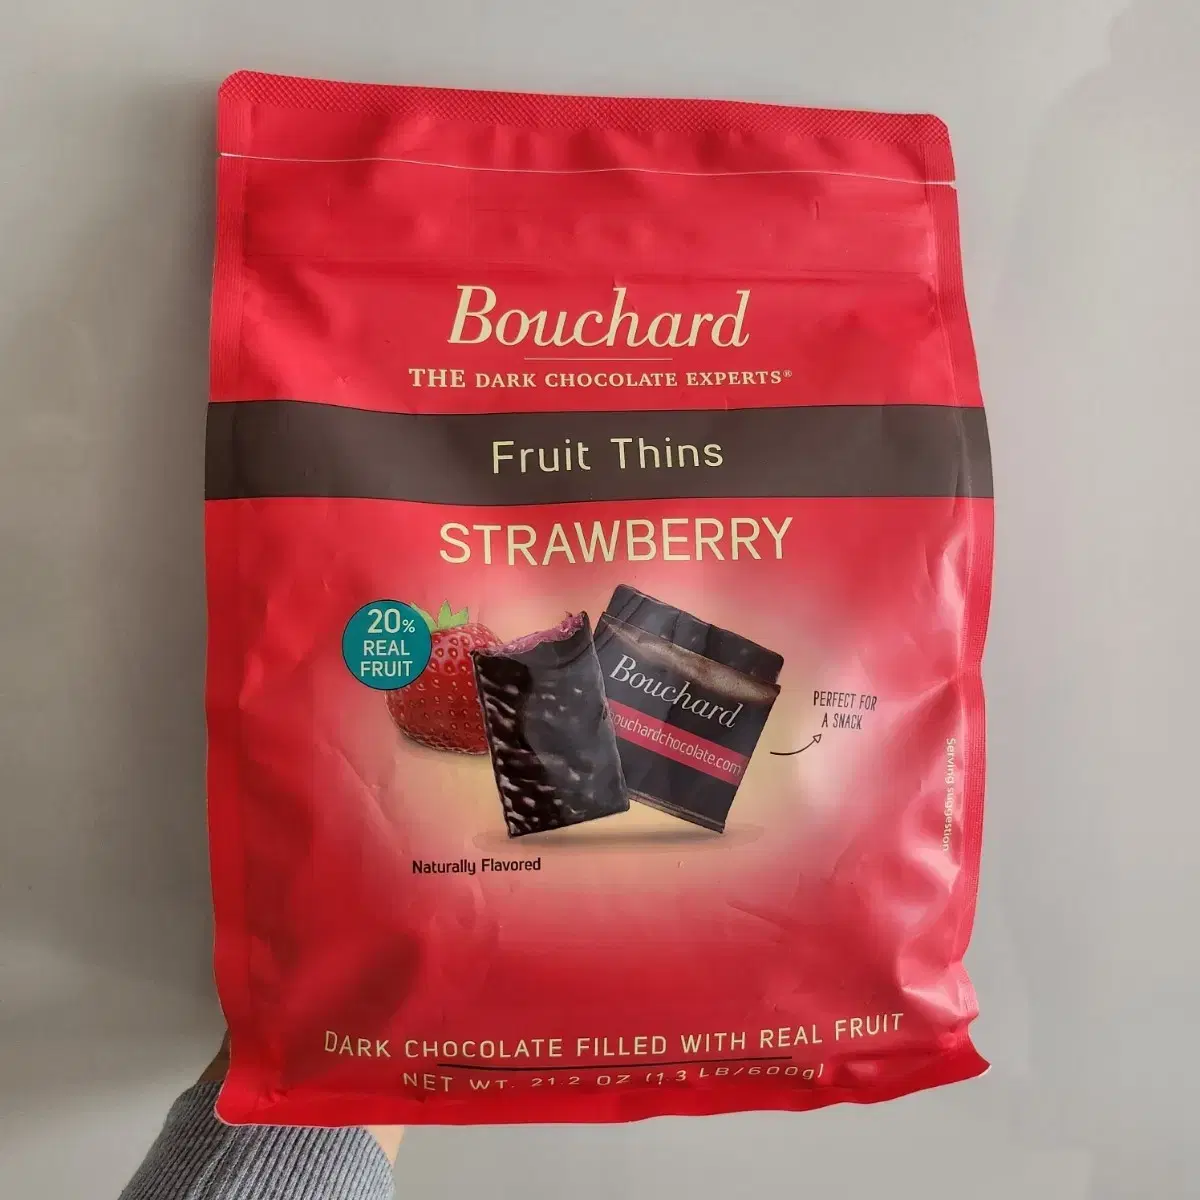 Bouchard
THE DARK CHOCOLATE EXPERTS®
Fruit Thins
STRAWBERRY
20%
REAL
FRUIT
Bouchard
bouchardchocolate.com
PERFECT FOR
A SNACK
Serving suggestion
Naturally Flavored
DARK CHOCOLATE FILLED WITH REAL FRUIT
NET WT. 21.2 OZ (1.3 LB/600g)